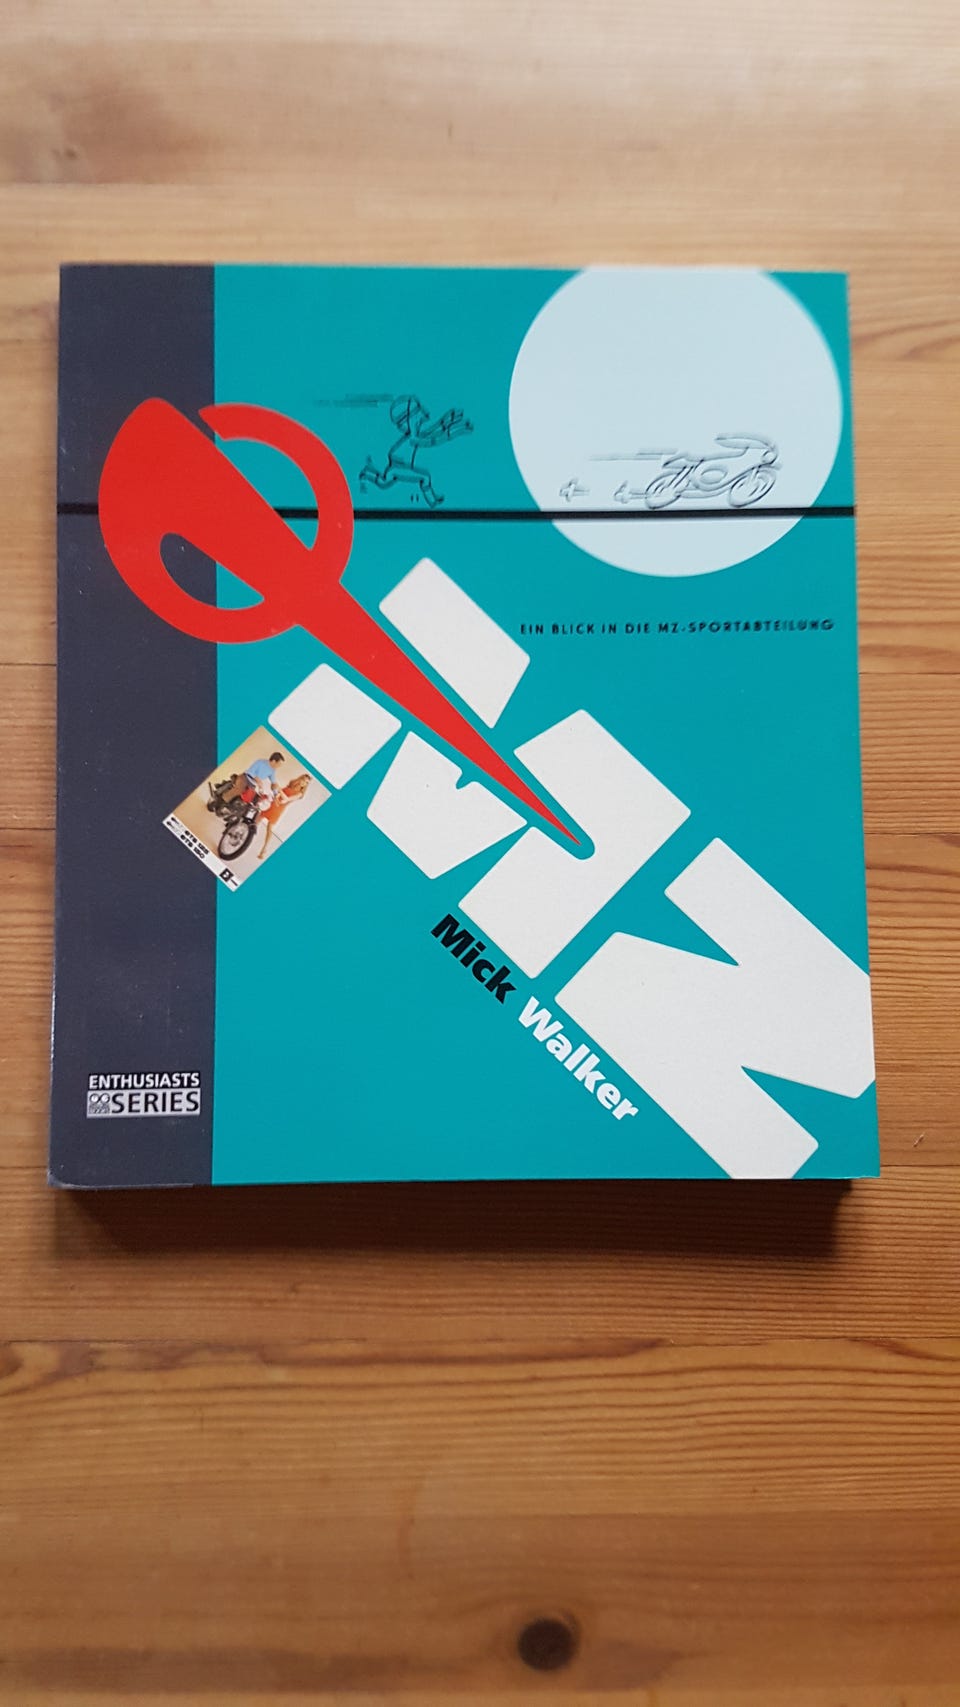 EIN BLICK IN DIE MZ-SPORTABTEILUNG
MZ
Mick Walker
ENTHUSIASTS
SERIES